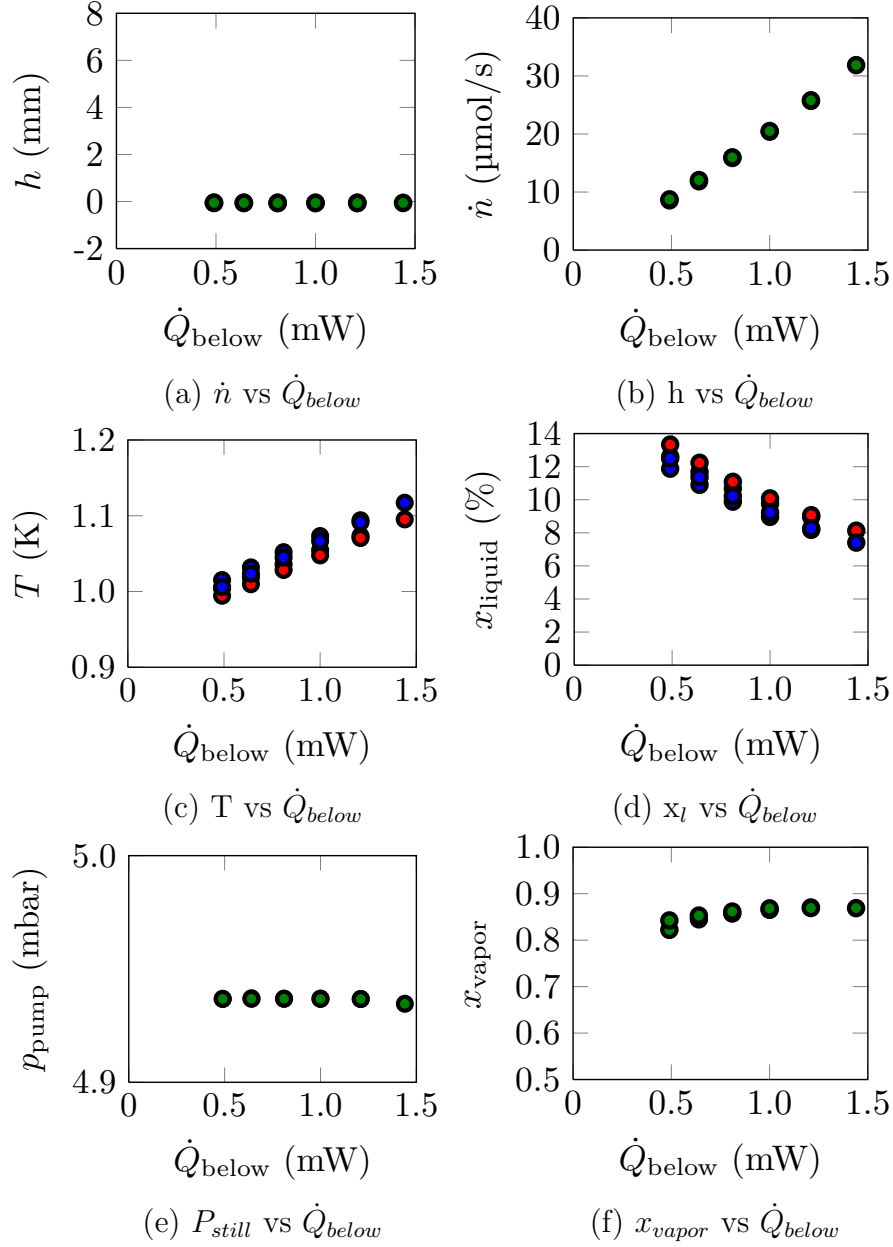 8
6
4
2
0
-2
h (mm)
0 0.5 1.0 1.5
Q̇below (mW)
(a) ṅ vs Q̇below
40
30
20
10
0
ṅ (µmol/s)
0 0.5 1.0 1.5
Q̇below (mW)
(b) h vs Q̇below
1.2
1.1
1.0
0.9
T (K)
0 0.5 1.0 1.5
Q̇below (mW)
(c) T vs Q̇below
14
12
10
8
6
4
2
0
xliquid (%)
0 0.5 1.0 1.5
Q̇below (mW)
(d) xl vs Q̇below
5.0
4.9
ppump (mbar)
0 0.5 1.0 1.5
Q̇below (mW)
(e) Pstill vs Q̇below
1.0
0.9
0.8
0.7
0.6
0.5
xvapor
0 0.5 1.0 1.5
Q̇below (mW)
(f) xvapor vs Q̇below